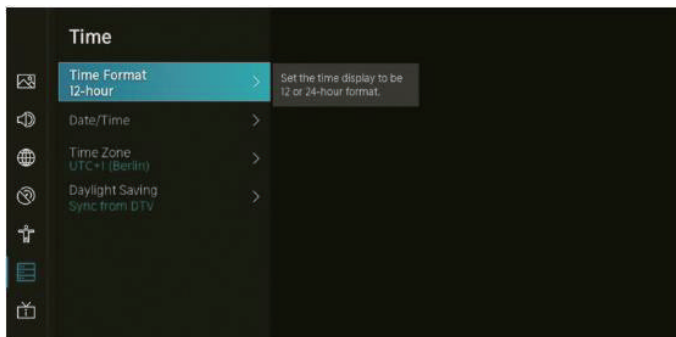 Time
Time Format
12-hour
Set the time display to be
12 or 24-hour format.
Date/Time
Time Zone
UTC+1 (Berlin)
Daylight Saving
Sync from DTV